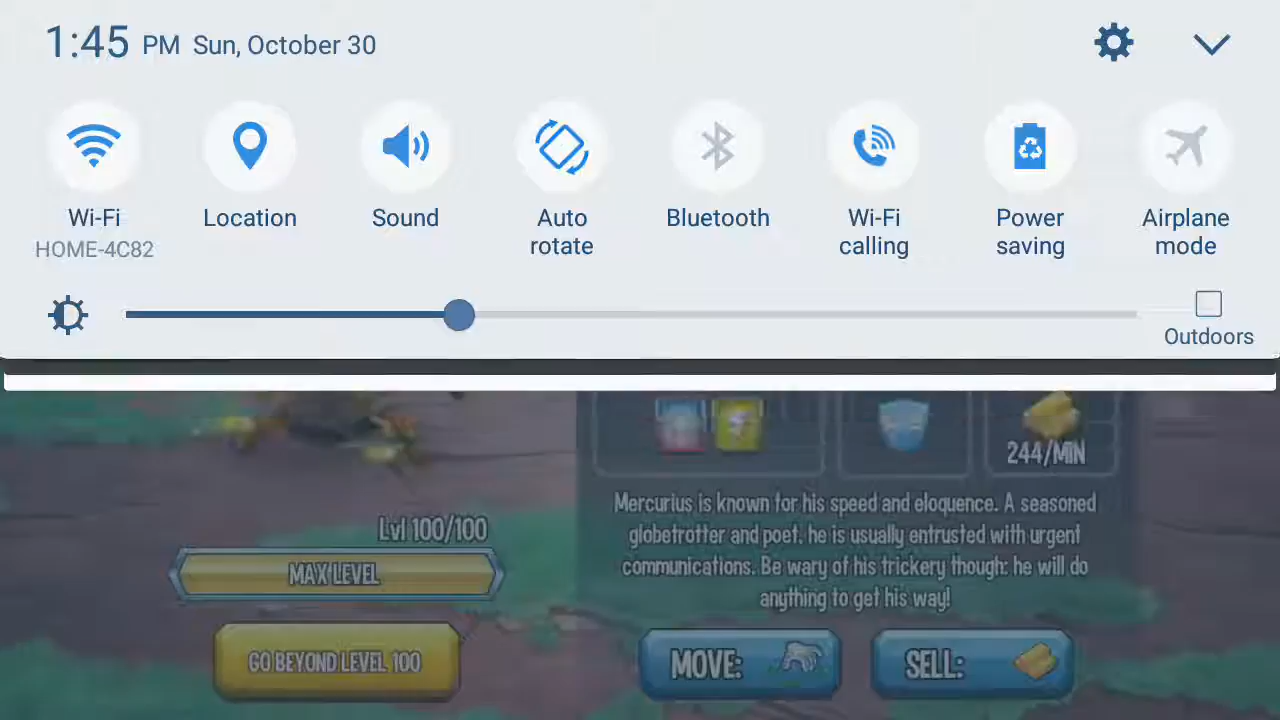 1:45 PM Sun, October 30
Wi-Fi
HOME-4C82
Location
Sound
Auto
rotate
Bluetooth
Wi-Fi
calling
Power
saving
Airplane
mode
Outdoors
244/MIN
Mercurius is known for his speed and eloquence. A seasoned
globetrotter and poet, he is usually entrusted with urgent
communications. Be wary of his trickery though: he will do
anything to get his way!
Lvl 100/100
MAX LEVEL
GO BEYOND LEVEL 100
MOVE:
SELL: